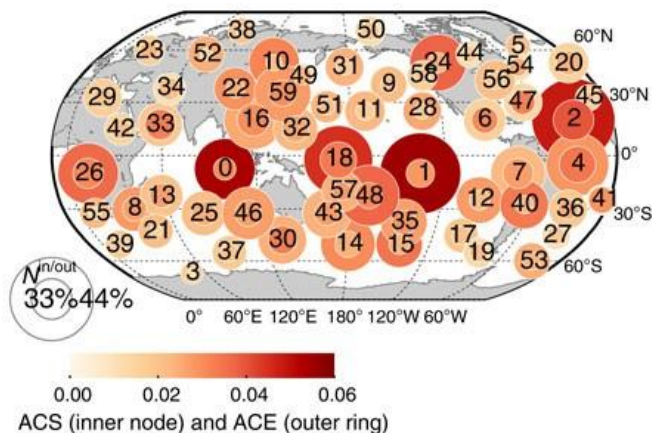 38 50
23 52 10 24 44 5 60°N
31 58 54 20
49 9 56
29 34 22 59 45 30°N
51 11 28 6 47 2
42 33 16 32
26 0 18 1 7 4 0°
57 48
55 8 13 12 40 36 41 30°S
25 46 43 35
39 21 17 27
37 30 14 15 19
3 53 60°S
N in/out
33%44%
0° 60°E 120°E 180° 120°W 60°W
0.00 0.02 0.04 0.06
ACS (inner node) and ACE (outer ring)